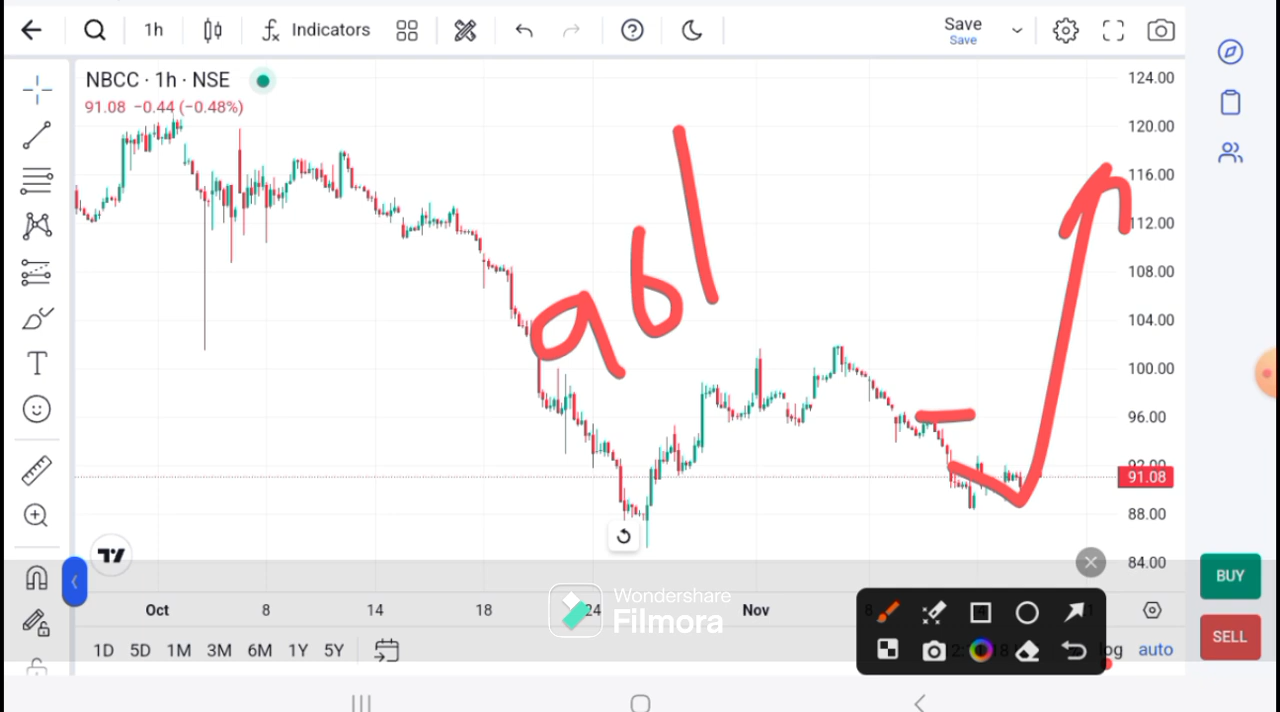 1h
Indicators
Save
Save
NBCC · 1h · NSE
91.08 −0.44 (−0.48%)
961
124.00
120.00
116.00
112.00
108.00
104.00
100.00
96.00
92.00
91.08
88.00
84.00
Oct 8 14 18 24 Nov
Wondershare
Filmora
1D 5D 1M 3M 6M 1Y 5Y
log auto
BUY
SELL